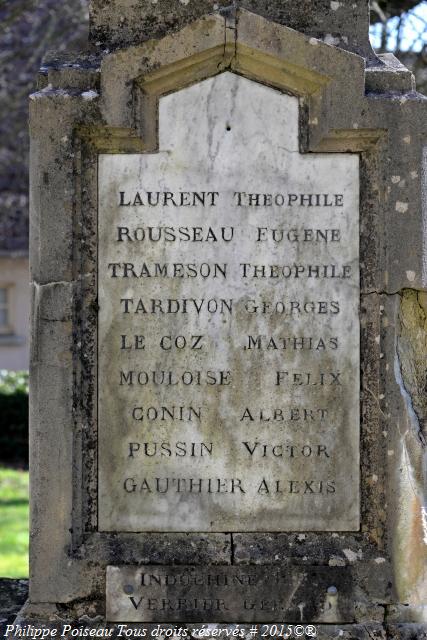 LAURENT THEOPHILE
ROUSSEAU EUGENE
TRAMESON THEOPHILE
TARDIVON GEORGES
LE COZ MATHIAS
MOULOISE FELIX
CONIN ALBERT
PUSSIN VICTOR
GAUTHIER ALEXIS
INDOCHINE
VERRIER
Philippe Poiseau Tous droits réservés # 2015©®